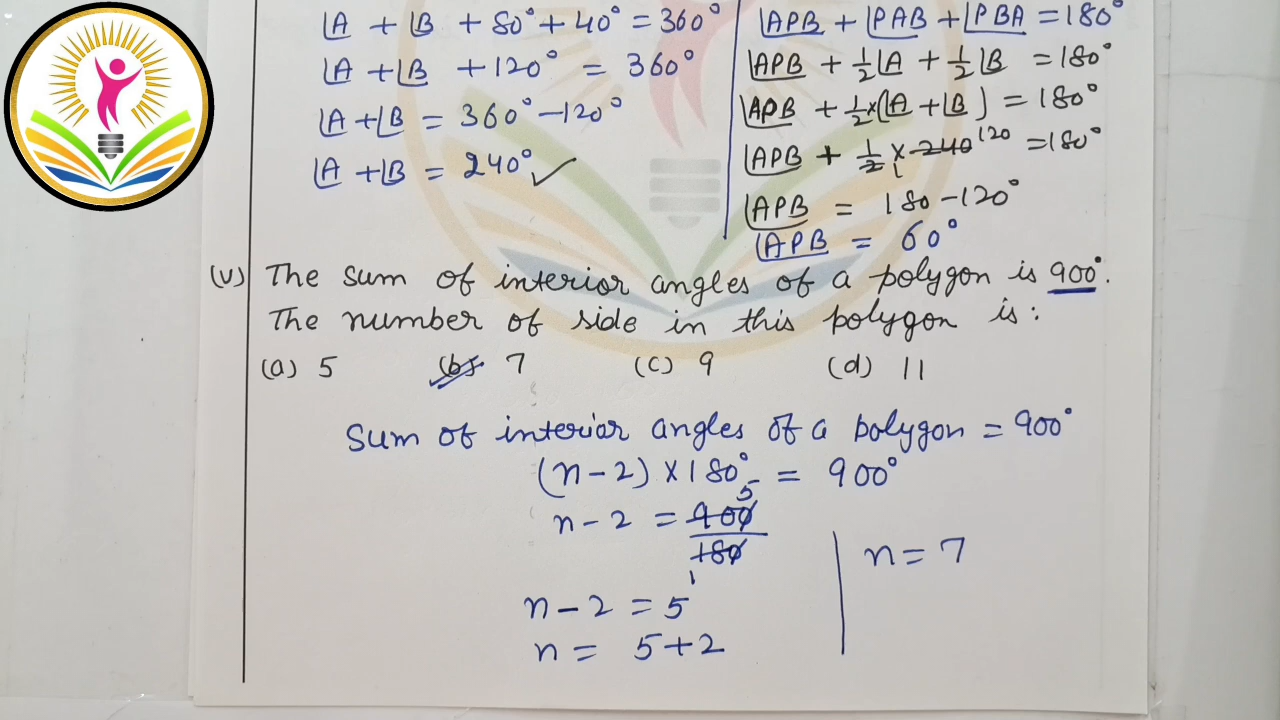 ∠A + ∠B + 80° + 40° = 360°
∠A + ∠B + 120° = 360°
∠A + ∠B = 360° - 120°
∠A + ∠B = 240° ✓
∠APB + ∠PAB + ∠PBA = 180°
∠APB + 1/2 ∠A + 1/2 ∠B = 180°
∠APB + 1/2 × (∠A + ∠B) = 180°
∠APB + 1/2 × 240 120 = 180°
1
∠APB = 180 - 120°
∠APB = 60°
(v) The sum of interior angles of a polygon is 900°.
The number of side in this polygon is:
(a) 5 (b) 7 (c) 9 (d) 11
Sum of interior angles of a polygon = 900°
(n - 2) × 180° = 900°
5
n - 2 = 900/180
1
n - 2 = 5
n = 5 + 2
n = 7